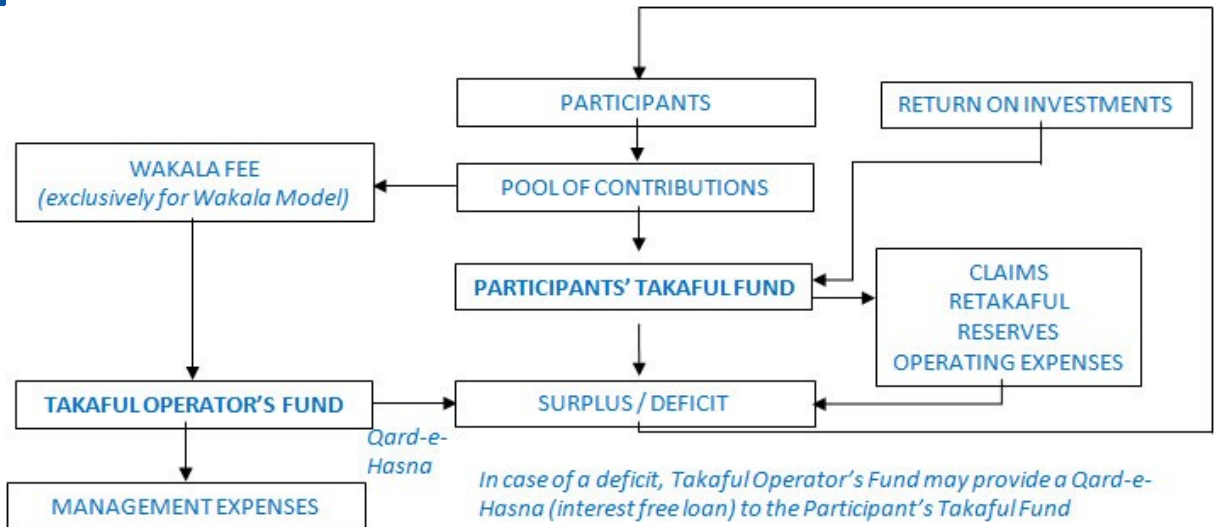 PARTICIPANTS
RETURN ON INVESTMENTS
WAKALA FEE
(exclusively for Wakala Model)
POOL OF CONTRIBUTIONS
PARTICIPANTS' TAKAFUL FUND
CLAIMS
RETAKAFUL
RESERVES
OPERATING EXPENSES
TAKAFUL OPERATOR'S FUND
SURPLUS / DEFICIT
Qard-e-
Hasna
In case of a deficit, Takaful Operator's Fund may provide a Qard-e-
Hasna (interest free loan) to the Participant's Takaful Fund
MANAGEMENT EXPENSES